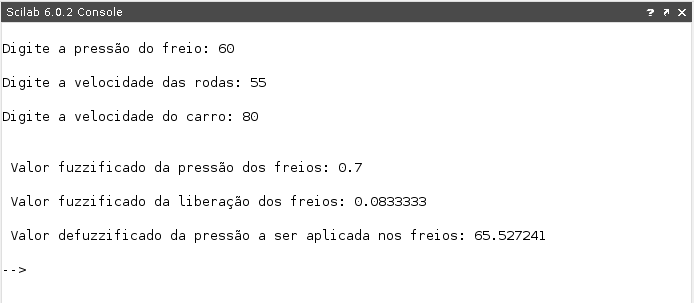 Scilab 6.0.2 Console
Digite a pressão do freio: 60
Digite a velocidade das rodas: 55
Digite a velocidade do carro: 80
Valor fuzzificado da pressão dos freios: 0.7
Valor fuzzificado da liberação dos freios: 0.0833333
Valor defuzzificado da pressão a ser aplicada nos freios: 65.527241
-->